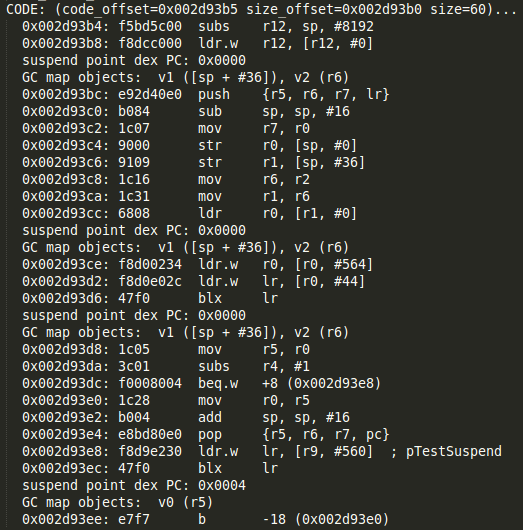 CODE: (code_offset=0x002d93b5 size_offset=0x002d93b0 size=60)...
0x002d93b4: f5bd5c00 subs r12, sp, #8192
0x002d93b8: f8dcc000 ldr.w r12, [r12, #0]
suspend point dex PC: 0x0000
GC map objects: v1 ([sp + #36]), v2 (r6)
0x002d93bc: e92d40e0 push {r5, r6, r7, lr}
0x002d93c0: b084 sub sp, sp, #16
0x002d93c2: 1c07 mov r7, r0
0x002d93c4: 9000 str r0, [sp, #0]
0x002d93c6: 9109 str r1, [sp, #36]
0x002d93c8: 1c16 mov r6, r2
0x002d93ca: 1c31 mov r1, r6
0x002d93cc: 6808 ldr r0, [r1, #0]
suspend point dex PC: 0x0000
GC map objects: v1 ([sp + #36]), v2 (r6)
0x002d93ce: f8d00234 ldr.w r0, [r0, #564]
0x002d93d2: f8d0e02c ldr.w lr, [r0, #44]
0x002d93d6: 47f0 blx lr
suspend point dex PC: 0x0000
GC map objects: v1 ([sp + #36]), v2 (r6)
0x002d93d8: 1c05 mov r5, r0
0x002d93da: 3c01 subs r4, #1
0x002d93dc: f0008004 beq.w +8 (0x002d93e8)
0x002d93e0: 1c28 mov r0, r5
0x002d93e2: b004 add sp, sp, #16
0x002d93e4: e8bd80e0 pop {r5, r6, r7, pc}
0x002d93e8: f8d9e230 ldr.w lr, [r9, #560] ; pTestSuspend
0x002d93ec: 47f0 blx lr
suspend point dex PC: 0x0004
GC map objects: v0 (r5)
0x002d93ee: e7f7 b -18 (0x002d93e0)